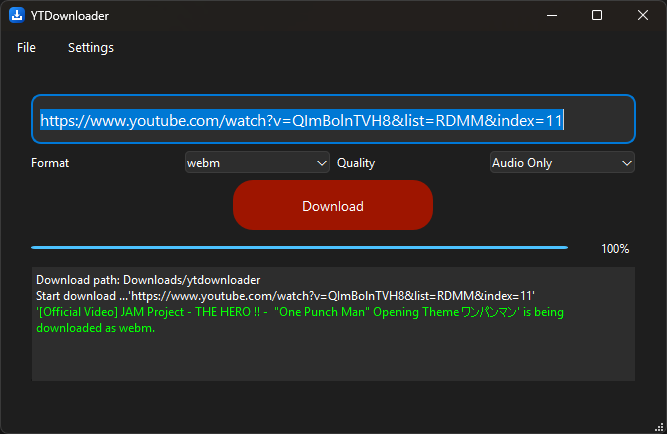 YTDownloader
File Settings
https://www.youtube.com/watch?v=QImBolnTVH8&list=RDMM&index=11
Format webm Quality Audio Only
Download
100%
Download path: Downloads/ytdownloader
Start download ...'https://www.youtube.com/watch?v=QImBolnTVH8&list=RDMM&index=11'
'[Official Video] JAM Project - THE HERO !! - "One Punch Man" Opening Theme ワンパンマン' is being
downloaded as webm.